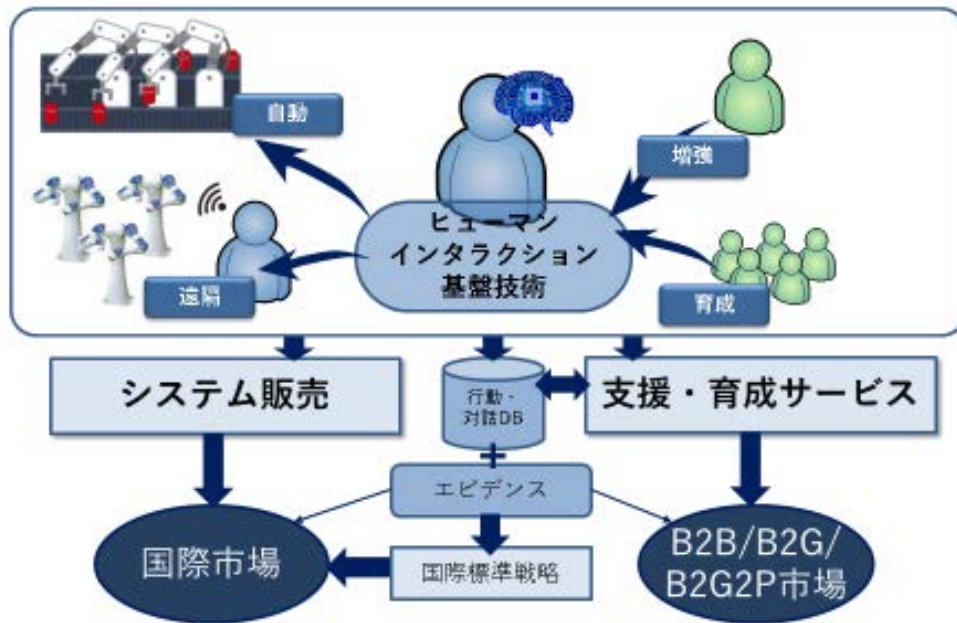 自動
増強
ヒューマン
インタラクション
基盤技術
遠隔
育成
システム販売
行動・
対話DB
支援・育成サービス
+
エビデンス
国際市場
国際標準戦略
B2B/B2G/
B2G2P市場